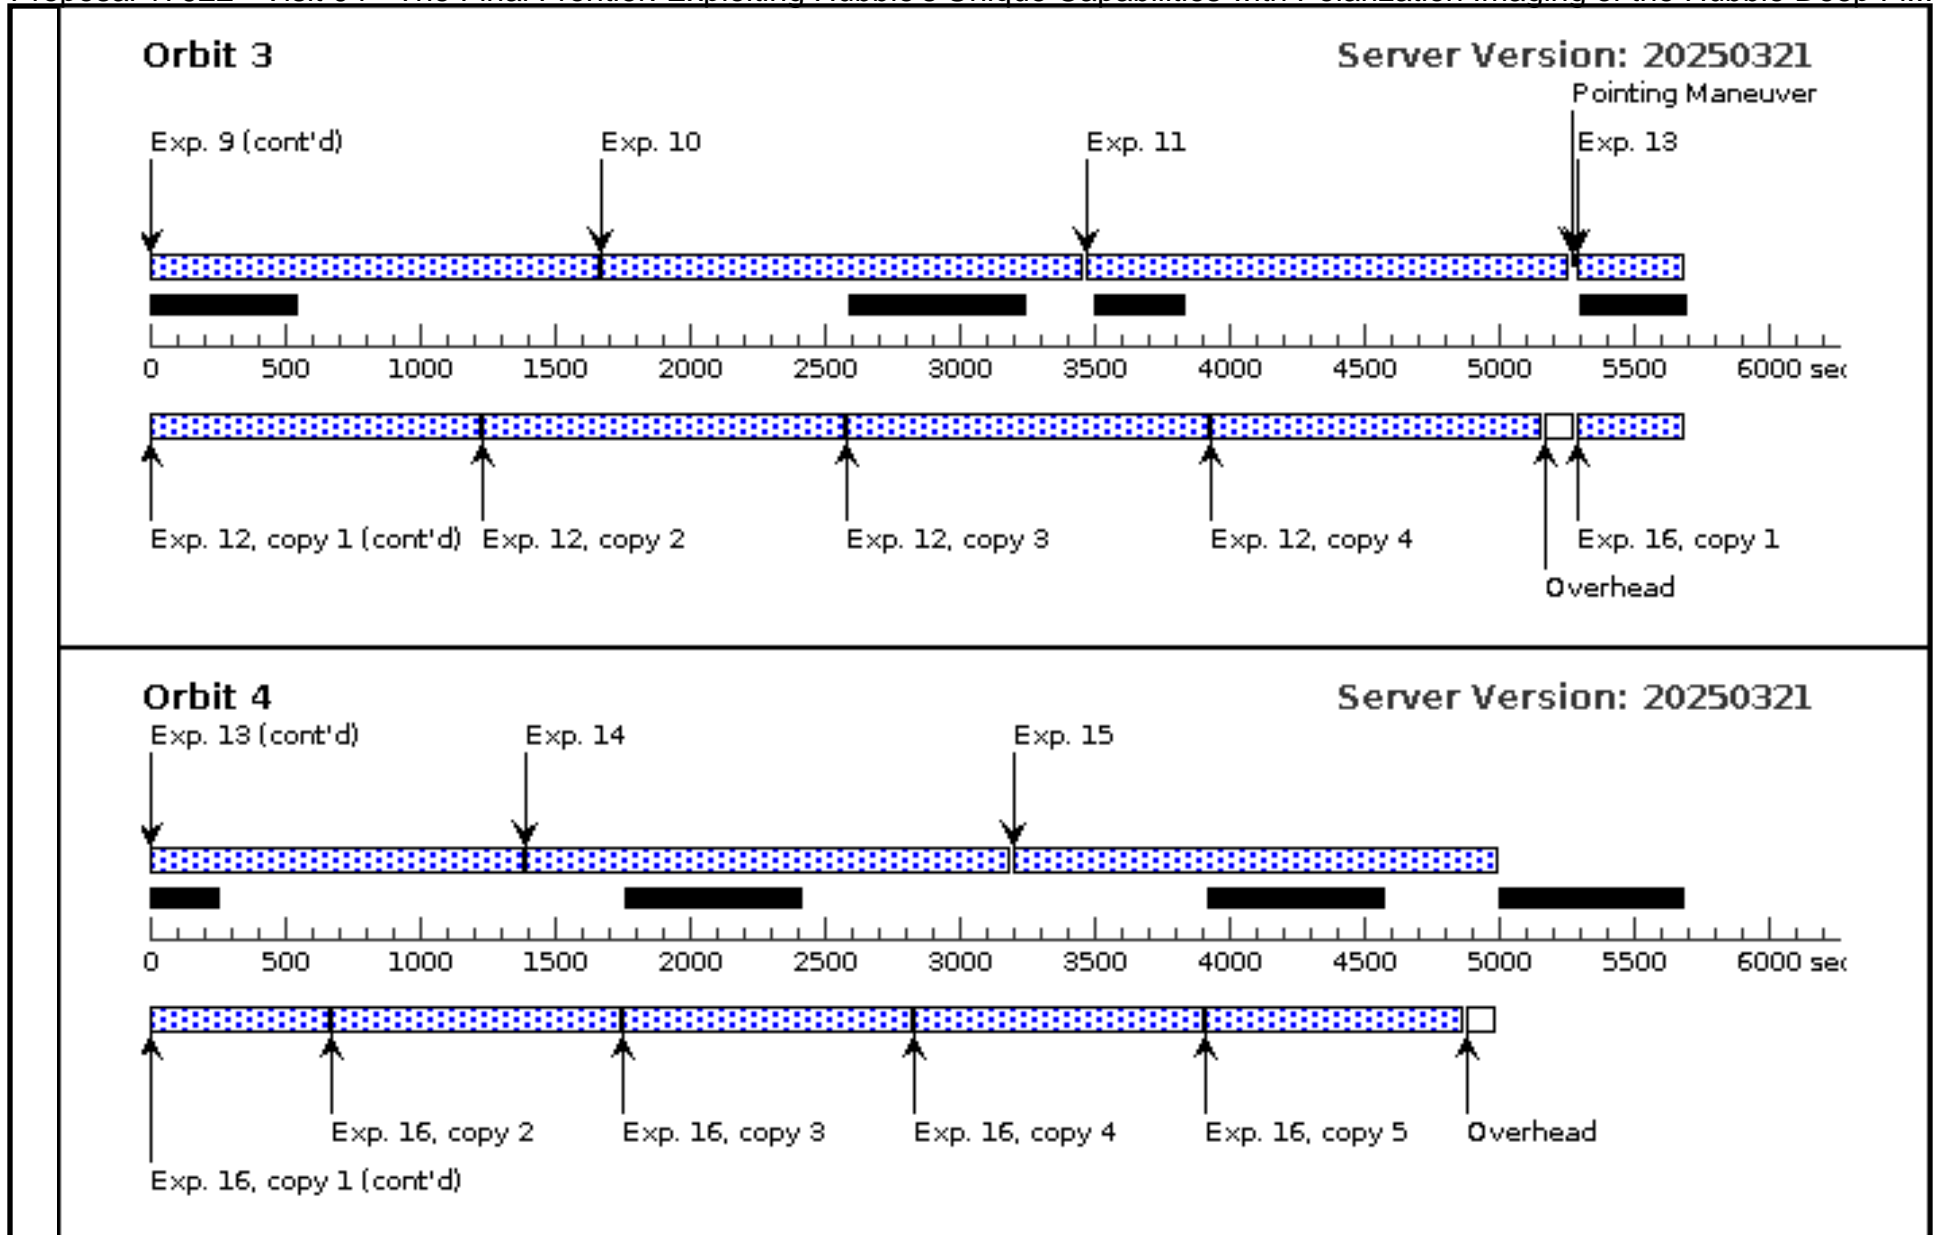 Orbit 3 Server Version: 20250321
Pointing Maneuver
Exp. 9 (cont'd) Exp. 10 Exp. 11 Exp. 13
0 500 1000 1500 2000 2500 3000 3500 4000 4500 5000 5500 6000 sec
Exp. 12, copy 1 (cont'd) Exp. 12, copy 2 Exp. 12, copy 3 Exp. 12, copy 4 Exp. 16, copy 1
Overhead
Orbit 4 Server Version: 20250321
Exp. 13 (cont'd) Exp. 14 Exp. 15
0 500 1000 1500 2000 2500 3000 3500 4000 4500 5000 5500 6000 sec
Exp. 16, copy 2 Exp. 16, copy 3 Exp. 16, copy 4 Exp. 16, copy 5 Overhead
Exp. 16, copy 1 (cont'd)